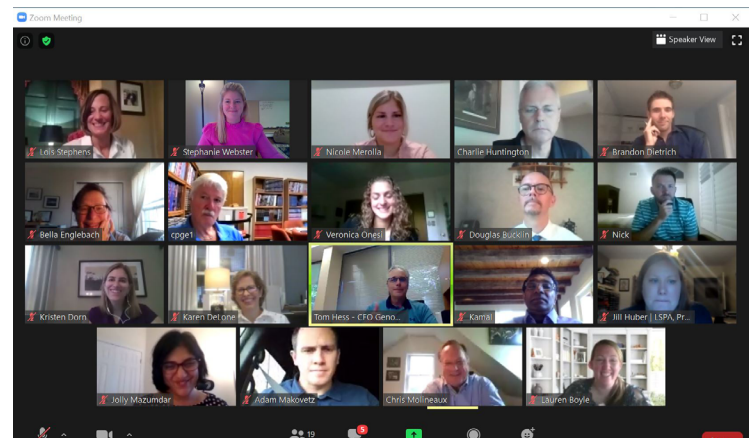 Zoom Meeting
Speaker View
Lois Stephens
Stephanie Webster
Nicole Merolla
Charlie Huntington
Brandon Dietrich
Bella Englebach
cpge1
Veronica Onesi
Douglas Bucklin
Nick
Kristen Dorn
Karen DeLone
Tom Hess - CFO Geno...
Kamal
Jill Huber | LSPA, Pr...
Jolly Mazumdar
Adam Makovetz
Chris Molineaux
Lauren Boyle
19
5